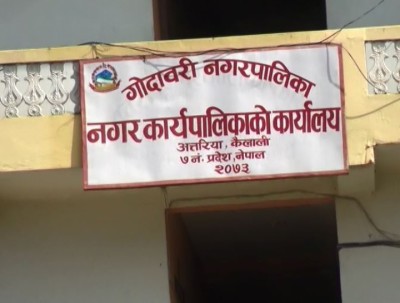 गोदावरी नगरपालिका
नगर कार्यपालिकाको कार्यालय
अत्तरिया, कैलाली
७ नं. प्रदेश, नेपाल
२०७३